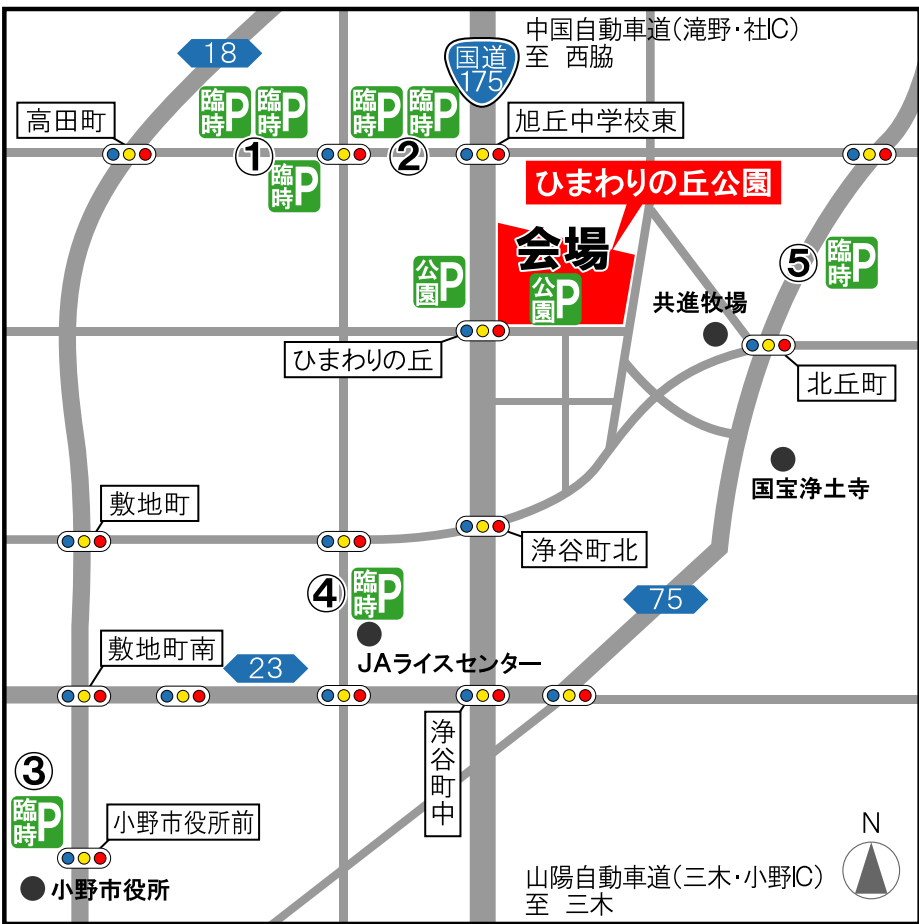 中国自動車道(滝野・社IC)
至 西脇
18
国道
175
臨時P
臨時P
臨時P
臨時P
高田町
旭丘中学校東
①
②
臨時P
ひまわりの丘公園
会場
公園P
公園P
⑤
臨時P
共進牧場
ひまわりの丘
北丘町
国宝浄土寺
敷地町
浄谷町北
④
臨時P
75
JAライスセンター
敷地町南
23
浄谷町中
③
臨時P
小野市役所前
小野市役所
N
山陽自動車道(三木・小野IC)
至 三木